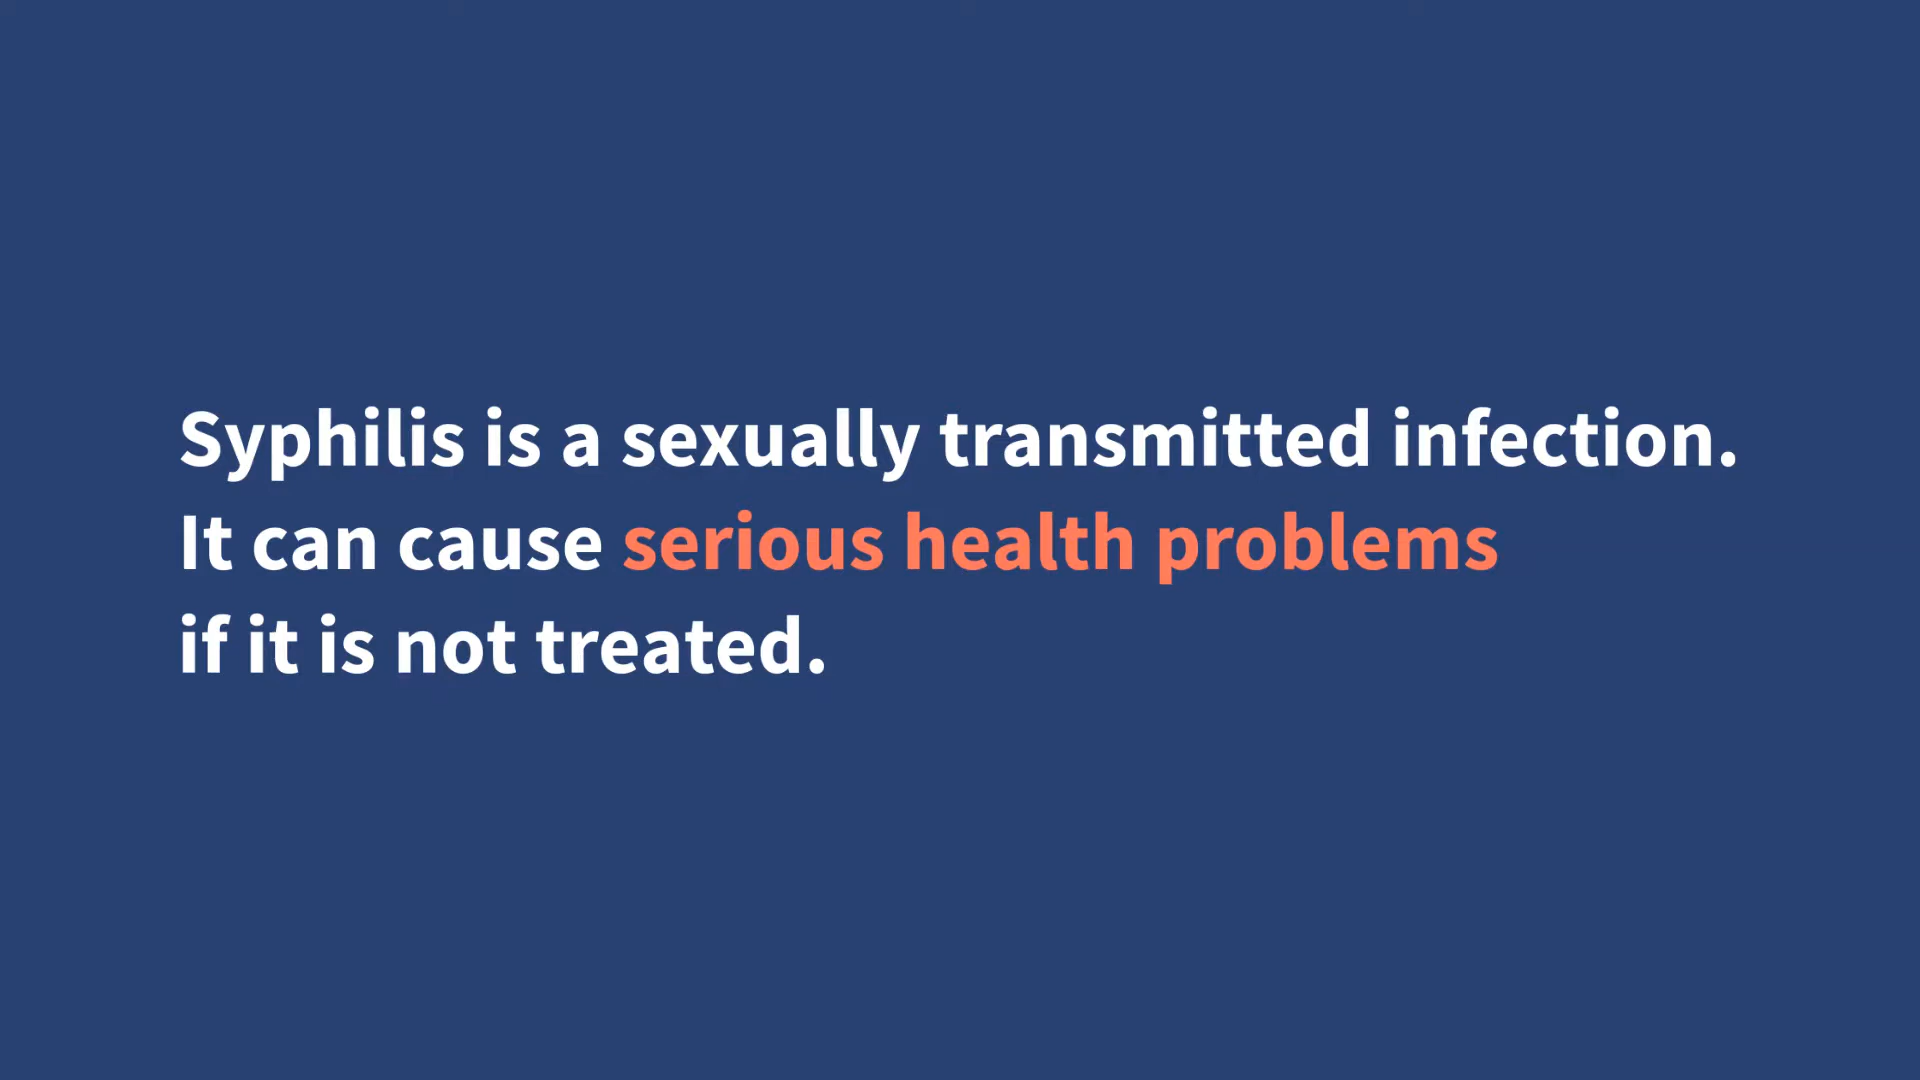 Syphilis is a sexually transmitted infection.
It can cause serious health problems
if it is not treated.